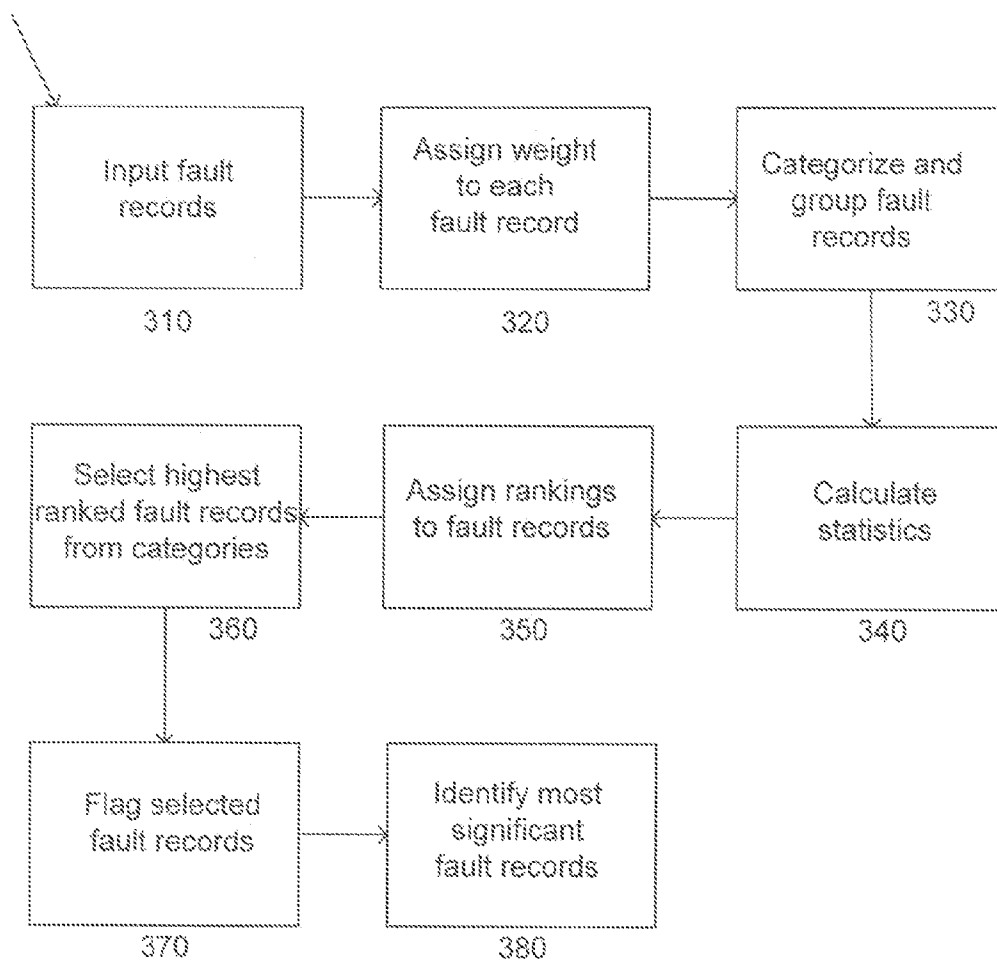 Input fault
records
310
Assign weight
to each
fault record
320
Categorize and
group fault
records
330
Calculate
statistics
340
Assign rankings
to fault records
350
Select highest
ranked fault records
from categories
360
Flag selected
fault records
370
Identify most
significant
fault records
380